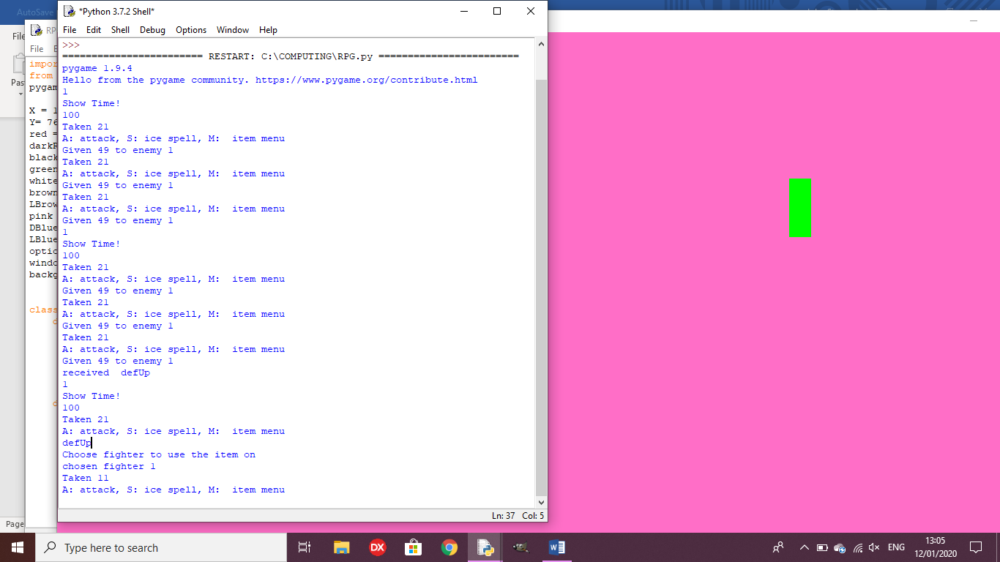 AutoSave
*Python 3.7.2 Shell*
File Edit Shell Debug Options Window Help
>>>
======================== RESTART: C:\COMPUTING\RPG.py ========================
pygame 1.9.4
Hello from the pygame community. https://www.pygame.org/contribute.html
1
Show Time!
100
Taken 21
A: attack, S: ice spell, M:  item menu
Given 49 to enemy 1
Taken 21
A: attack, S: ice spell, M:  item menu
Given 49 to enemy 1
Taken 21
A: attack, S: ice spell, M:  item menu
Given 49 to enemy 1
1
Show Time!
100
Taken 21
A: attack, S: ice spell, M:  item menu
Given 49 to enemy 1
Taken 21
A: attack, S: ice spell, M:  item menu
Given 49 to enemy 1
Taken 21
A: attack, S: ice spell, M:  item menu
Given 49 to enemy 1
received  defUp
1
Show Time!
100
Taken 21
A: attack, S: ice spell, M:  item menu
defUp
Choose fighter to use the item on
chosen fighter 1
Taken 11
A: attack, S: ice spell, M:  item menu
Ln: 37 Col: 5
File
Page
RP
File E
impor
from
pygam
X = 1
Y= 76
red =
darkR
black
green
white
brown
LBrow
pink
DBlue
LBlue
optio
windo
backg
class
d
d
Type here to search
DX
ENG
13:05
12/01/2020